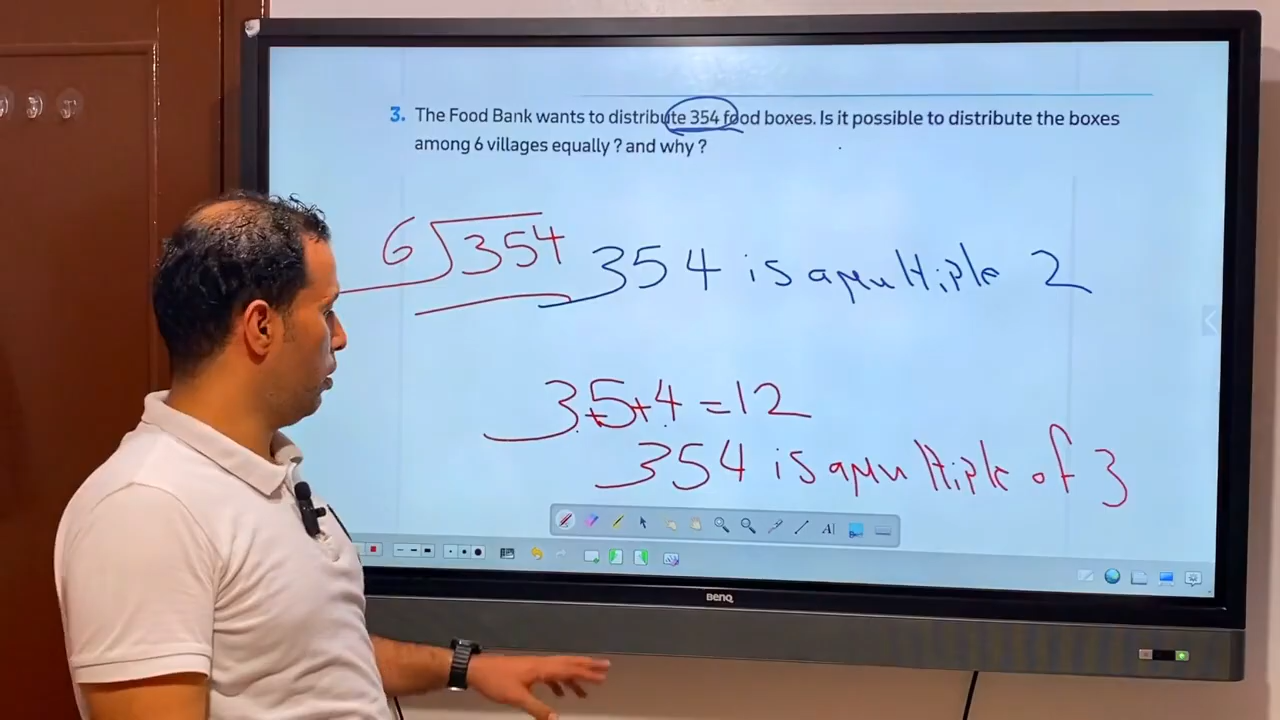 3. The Food Bank wants to distribute 354 food boxes. Is it possible to distribute the boxes
among 6 villages equally ? and why ?
6 354
354 is a multiple 2
3+5+4=12
354 is a multiple of 3
A
BenQ